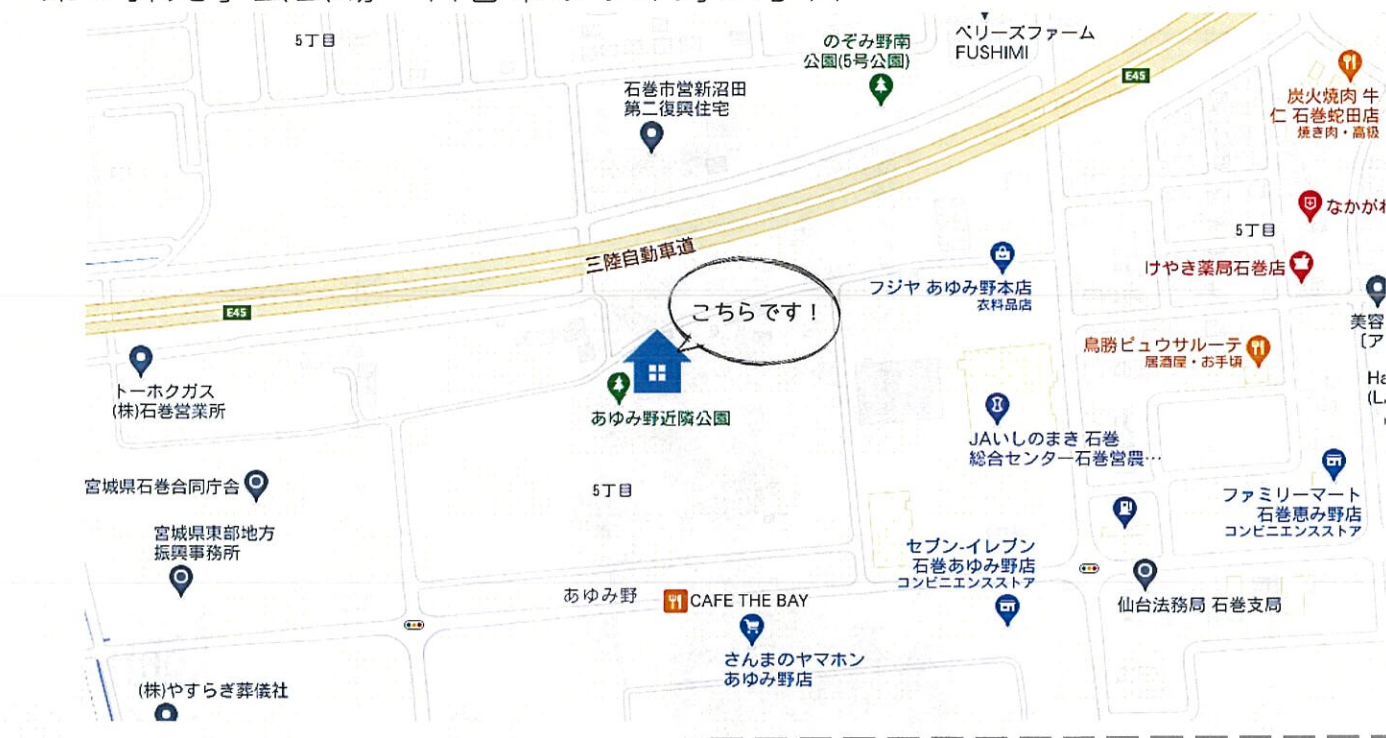 5丁目
のぞみ野南
公園(5号公園)
ベリーズファーム
FUSHIMI
E45
石巻市営新沼田
第二復興住宅
炭火焼肉 牛
仁 石巻蛇田店
焼き肉・高級
なかがわ
5丁目
三陸自動車道
けやき薬局石巻店
フジヤ あゆみ野本店
衣料品店
こちらです！
E45
美容
[ア
鳥勝ビュウサルーテ
居酒屋・お手頃
トーホクガス
(株)石巻営業所
あゆみ野近隣公園
Ha
(L
JAいしのまき 石巻
総合センター石巻営農…
宮城県石巻合同庁舎
5丁目
ファミリーマート
石巻恵み野店
コンビニエンスストア
宮城県東部地方
振興事務所
セブン-イレブン
石巻あゆみ野店
コンビニエンスストア
あゆみ野
CAFE THE BAY
仙台法務局 石巻支局
さんまのヤマホン
あゆみ野店
(株)やすらぎ葬儀社